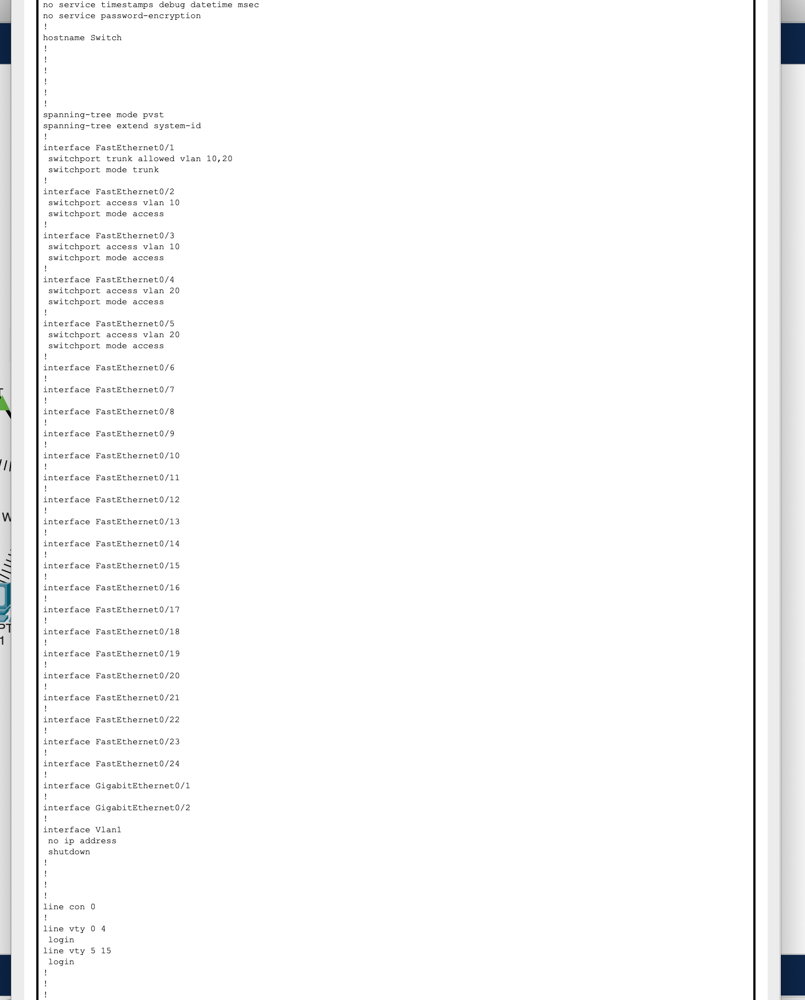 no service timestamps debug datetime msec
no service password-encryption
!
hostname Switch
!
!
!
!
!
!
spanning-tree mode pvst
spanning-tree extend system-id
!
interface FastEthernet0/1
 switchport trunk allowed vlan 10,20
 switchport mode trunk
!
interface FastEthernet0/2
 switchport access vlan 10
 switchport mode access
!
interface FastEthernet0/3
 switchport access vlan 10
 switchport mode access
!
interface FastEthernet0/4
 switchport access vlan 20
 switchport mode access
!
interface FastEthernet0/5
 switchport access vlan 20
 switchport mode access
!
interface FastEthernet0/6
!
interface FastEthernet0/7
!
interface FastEthernet0/8
!
interface FastEthernet0/9
!
interface FastEthernet0/10
!
interface FastEthernet0/11
!
interface FastEthernet0/12
!
interface FastEthernet0/13
!
interface FastEthernet0/14
!
interface FastEthernet0/15
!
interface FastEthernet0/16
!
interface FastEthernet0/17
!
interface FastEthernet0/18
!
interface FastEthernet0/19
!
interface FastEthernet0/20
!
interface FastEthernet0/21
!
interface FastEthernet0/22
!
interface FastEthernet0/23
!
interface FastEthernet0/24
!
interface GigabitEthernet0/1
!
interface GigabitEthernet0/2
!
interface Vlan1
 no ip address
 shutdown
!
!
!
!
line con 0
!
line vty 0 4
 login
line vty 5 15
 login
!
!
!
W
PT
1